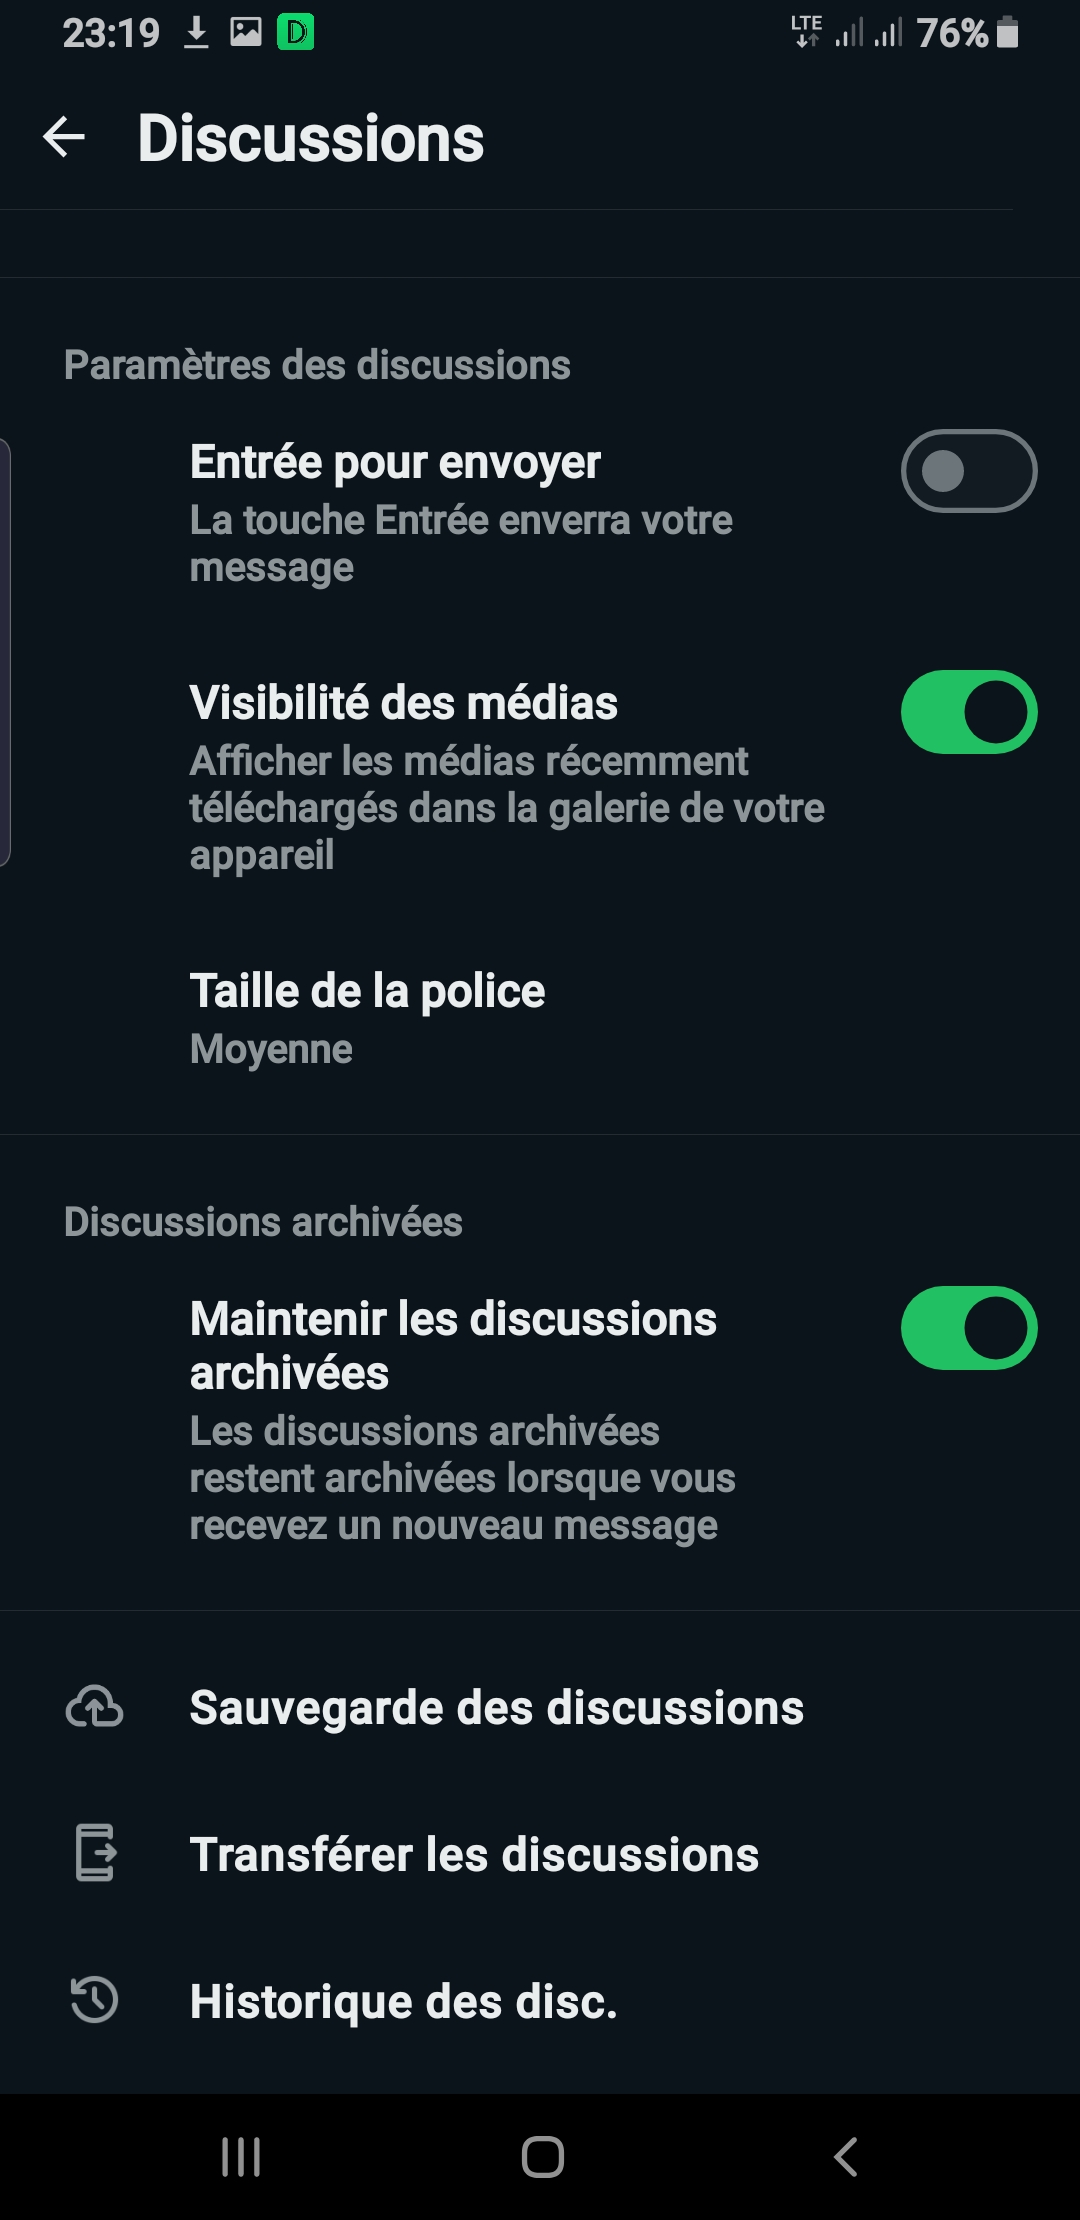 23:19 D LTE 76%
Discussions
Paramètres des discussions
Entrée pour envoyer
La touche Entrée enverra votre
message
Visibilité des médias
Afficher les médias récemment
téléchargés dans la galerie de votre
appareil
Taille de la police
Moyenne
Discussions archivées
Maintenir les discussions
archivées
Les discussions archivées
restent archivées lorsque vous
recevez un nouveau message
Sauvegarde des discussions
Transférer les discussions
Historique des disc.